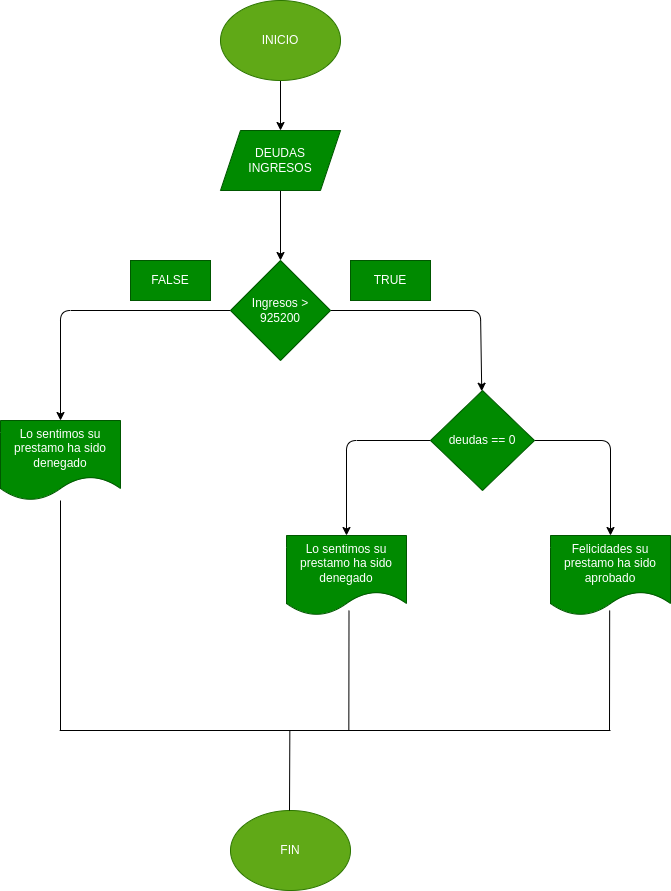 INICIO
DEUDAS
INGRESOS
FALSE
TRUE
Ingresos >
925200
Lo sentimos su
prestamo ha sido
denegado
deudas == 0
Lo sentimos su
prestamo ha sido
denegado
Felicidades su
prestamo ha sido
aprobado
FIN